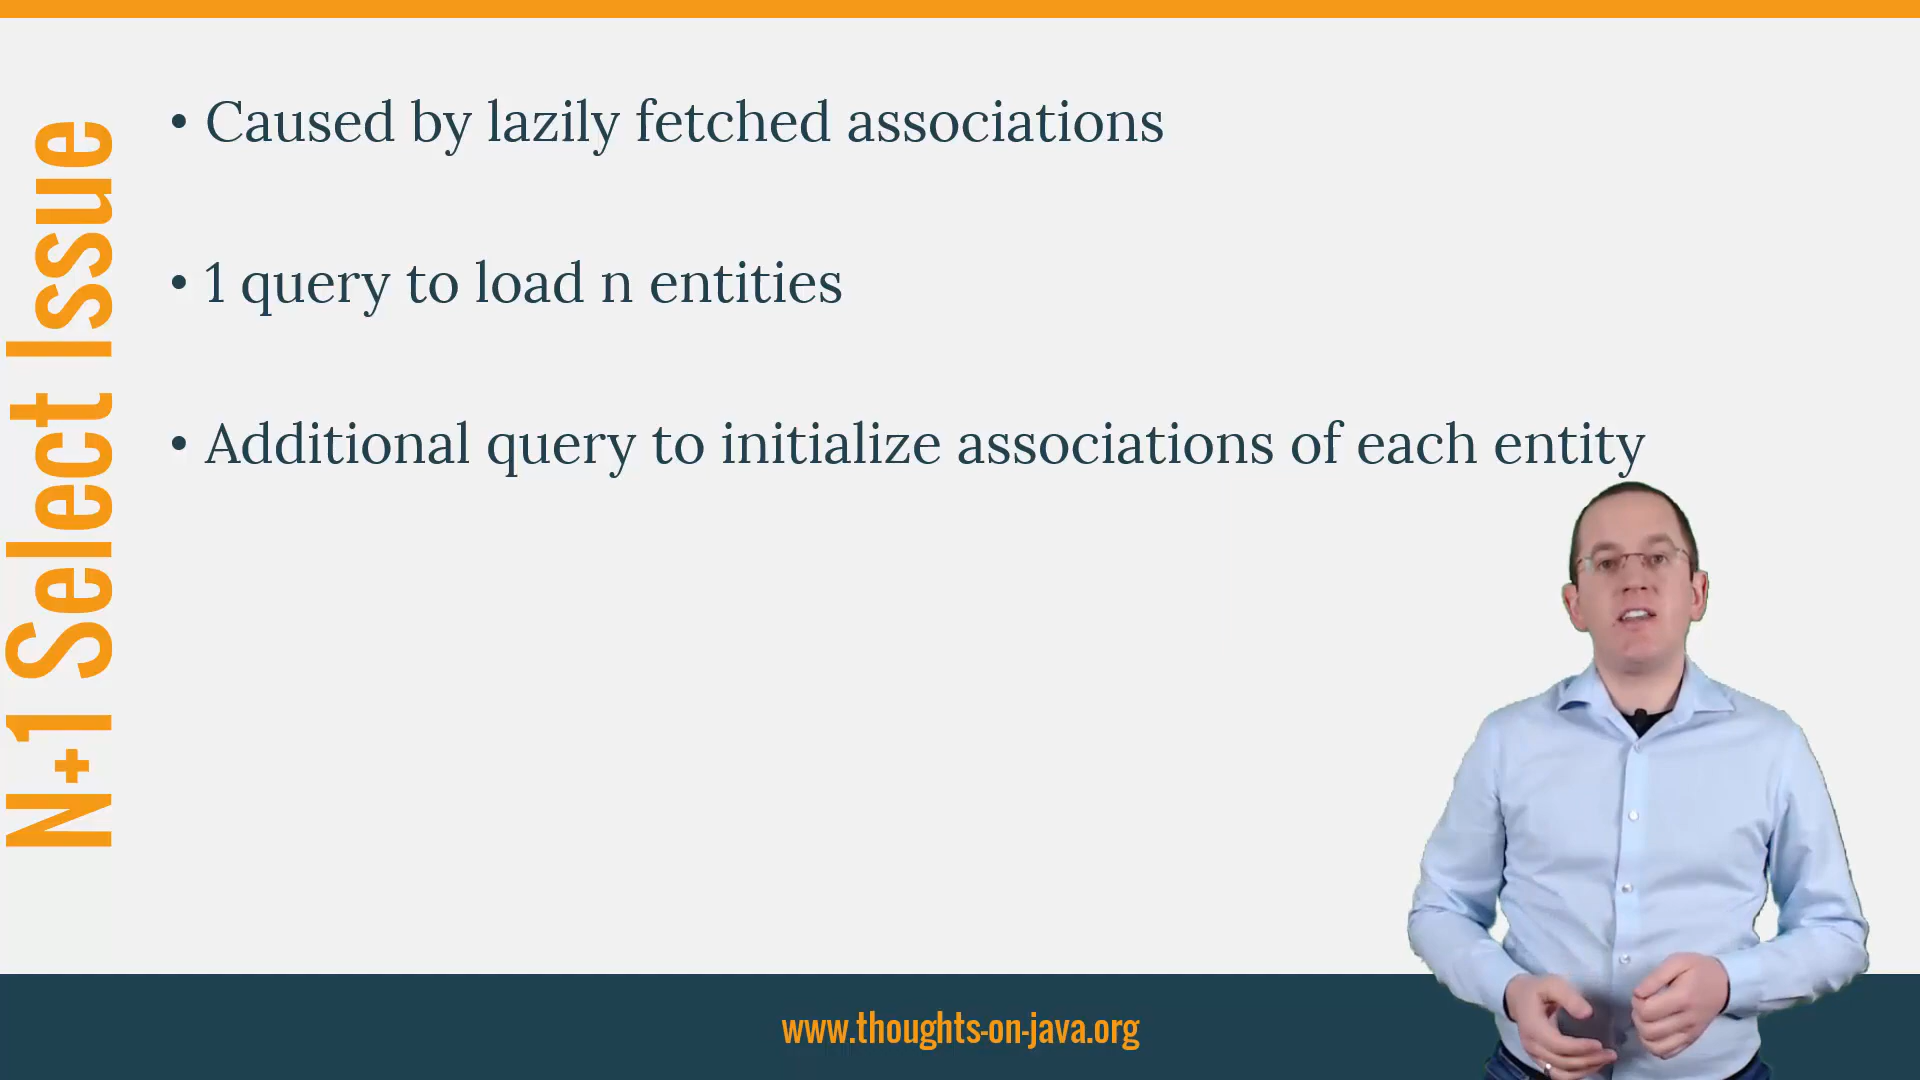 N+1 Select Issue
• Caused by lazily fetched associations
• 1 query to load n entities
• Additional query to initialize associations of each entity
www.thoughts-on-java.org